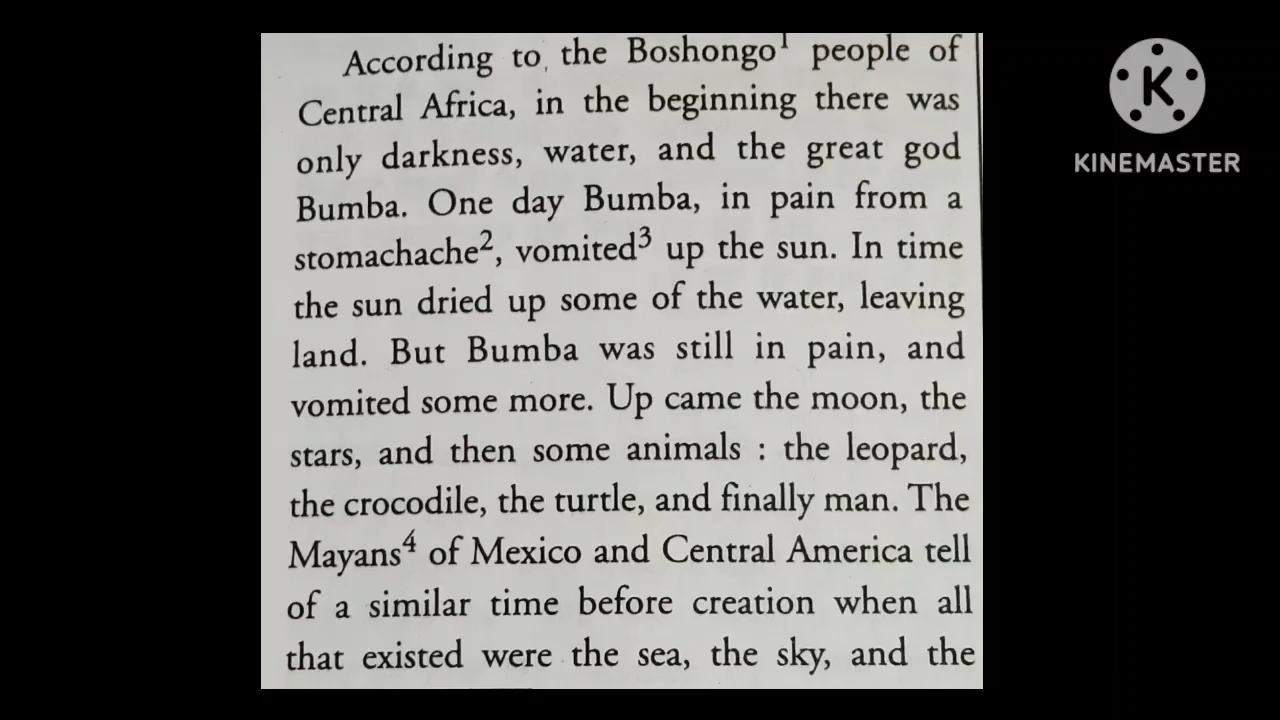 According to the Boshongo¹ people of
Central Africa, in the beginning there was
only darkness, water, and the great god
Bumba. One day Bumba, in pain from a
stomachache², vomited³ up the sun. In time
the sun dried up some of the water, leaving
land. But Bumba was still in pain, and
vomited some more. Up came the moon, the
stars, and then some animals : the leopard,
the crocodile, the turtle, and finally man. The
Mayans⁴ of Mexico and Central America tell
of a similar time before creation when all
that existed were the sea, the sky, and the
K
KINEMASTER